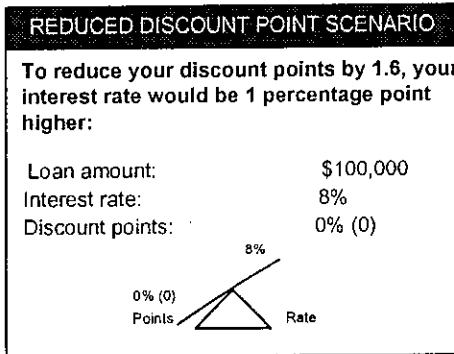 REDUCED DISCOUNT POINT SCENARIO
To reduce your discount points by 1.6, your
interest rate would be 1 percentage point
higher:
Loan amount: $100,000
Interest rate: 8%
Discount points: 0% (0)
8%
0% (0)
Points Rate